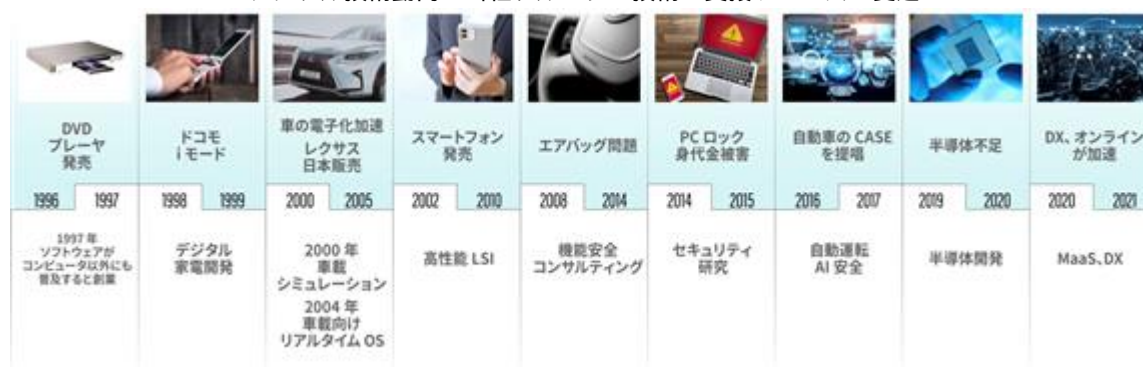 DVD
プレーヤ
発売
ドコモ
iモード
車の電子化加速
レクサス
日本販売
スマートフォン
発売
エアバッグ問題
PCロック
身代金被害
自動車のCASE
を提唱
半導体不足
DX、オンライン
が加速
1996 1997
1998 1999
2000 2005
2002 2010
2008 2014
2014 2015
2016 2017
2019 2020
2020 2021
1997年
ソフトウェアが
コンピュータ以外にも
普及すると創業
デジタル
家電開発
2000年
車載
シミュレーション
2004年
車載向け
リアルタイムOS
高性能LSI
機能安全
コンサルティング
セキュリティ
研究
自動運転
AI安全
半導体開発
MaaS、DX